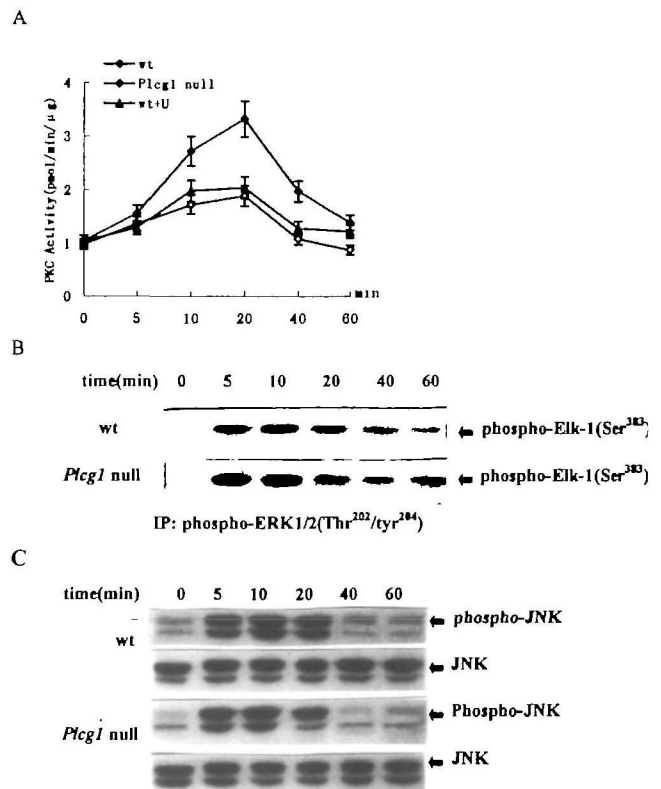 A
wt
Plcg1 null
wt+U
PKC Activity(pmol/min/μg)
4
3
2
1
0
min
0 5 10 20 40 60
B
time(min) 0 5 10 20 40 60
wt
phospho-Elk-1(Ser³⁸³)
Plcg1 null
phospho-Elk-1(Ser³⁸³)
IP: phospho-ERK1/2(Thr²⁰²/tyr²⁰⁴)
C
time(min) 0 5 10 20 40 60
wt
phospho-JNK
JNK
Plcg1 null
Phospho-JNK
JNK